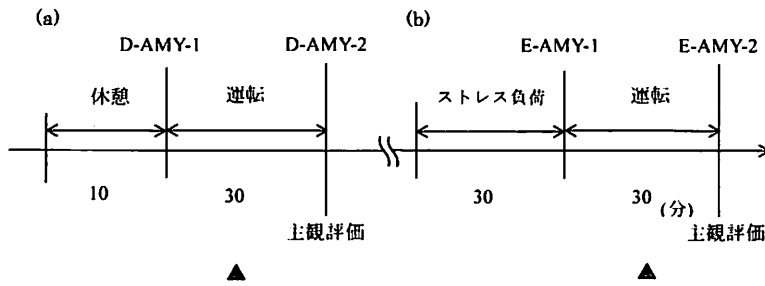 (a)
D-AMY-1 D-AMY-2
休憩 運転
10 30
主観評価
(b)
E-AMY-1 E-AMY-2
ストレス負荷 運転
30 30 (分)
主観評価